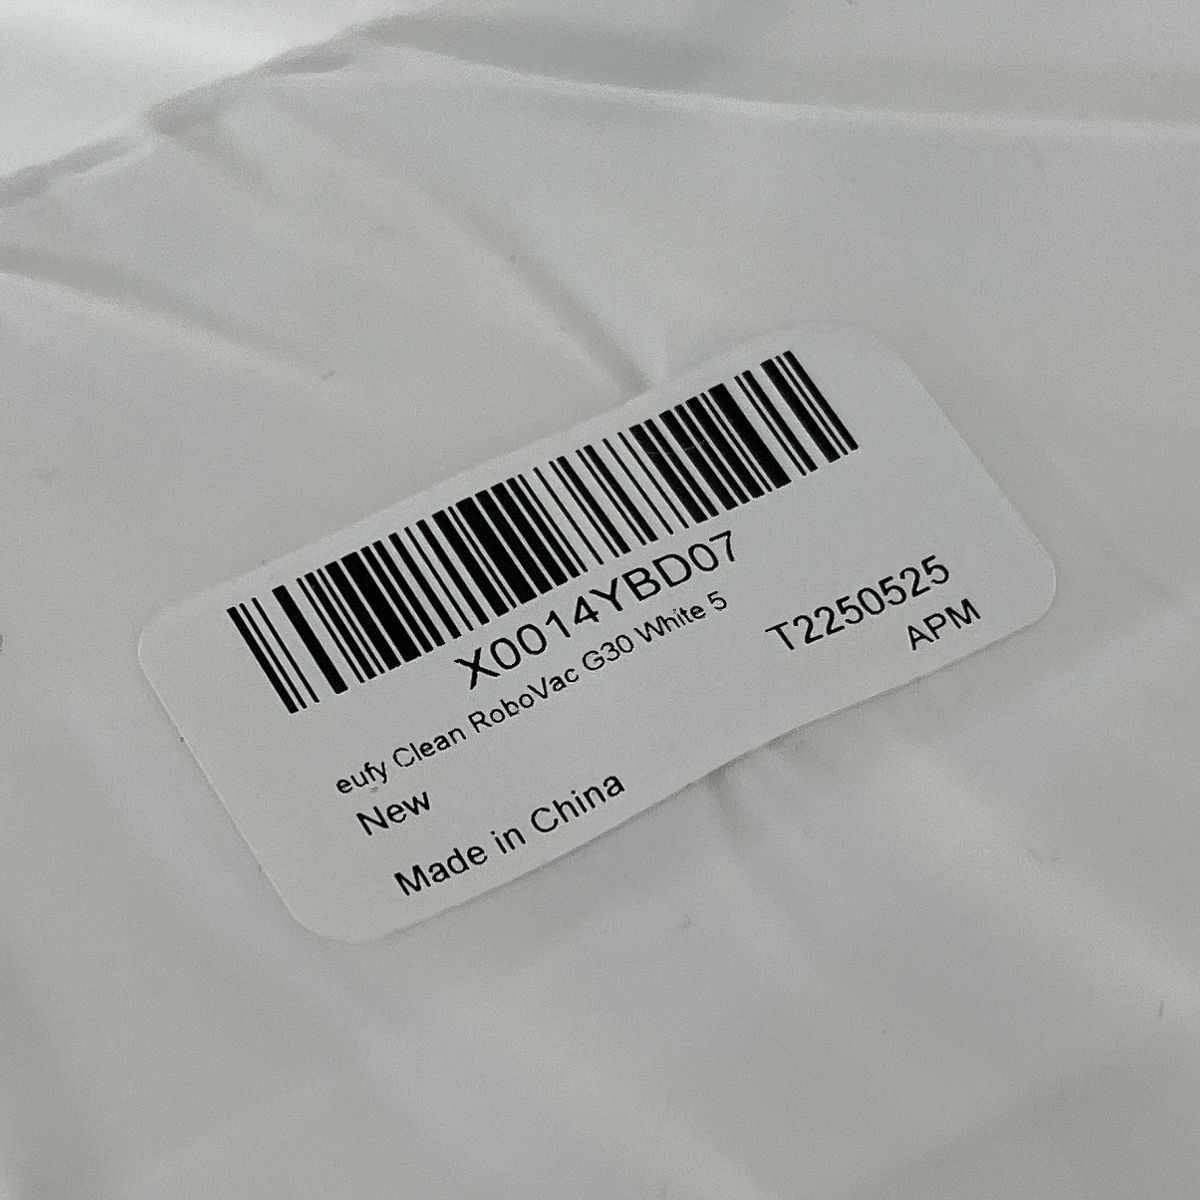 X0014YBD07
eufy Clean RoboVac G30 White 5
New
T2250525
APM
Made in China